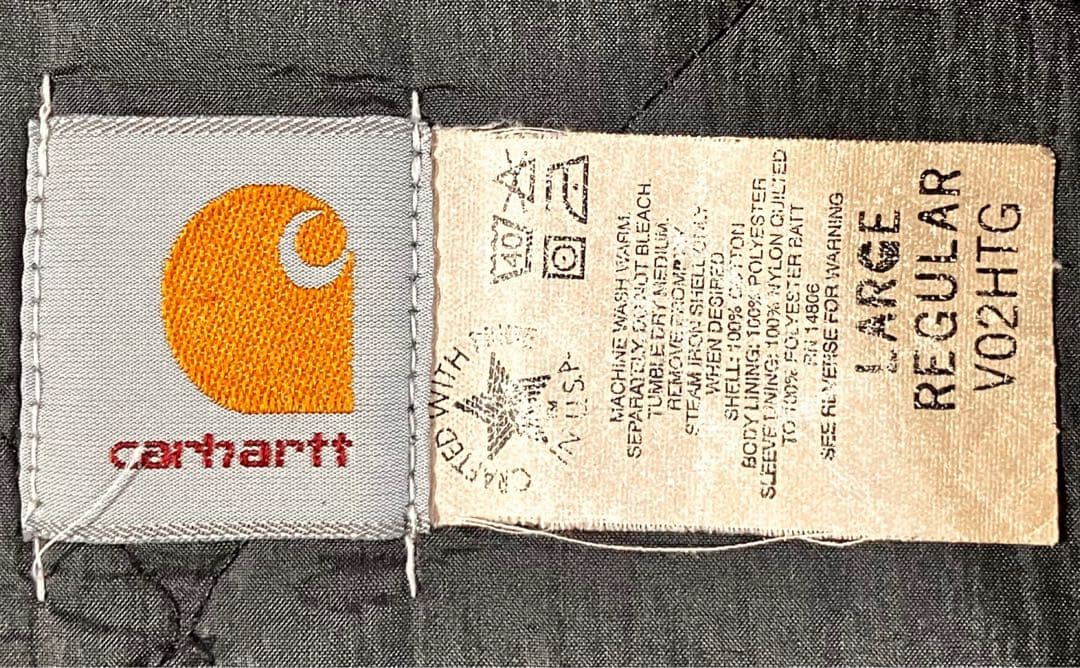 carhartt
CRAFTED WITH PRIDE
IN U.S.A.
40
MACHINE WASH WARM.
SEPARATELY. DO NOT BLEACH.
TUMBLE DRY MEDIUM.
REMOVE PROMPTLY.
STEAM IRON SHELL ONLY
WHEN DESIRED
SHELL: 100% COTTON
BODY LINING: 100% POLYESTER
SLEEVE LINING: 100% NYLON QUILTED
TO 100% POLYESTER BATT
RN 14806
SEE REVERSE FOR WARNING
LARGE
REGULAR
V02HTG